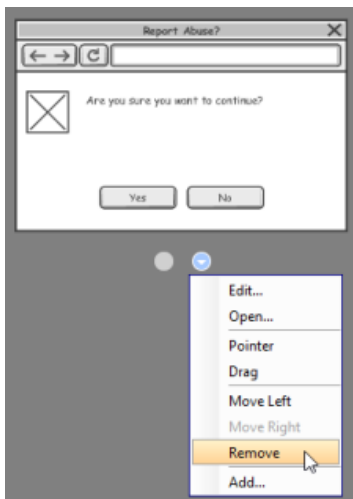 Report Abuse?
Are you sure you want to continue?
Yes No
Edit...
Open...
Pointer
Drag
Move Left
Move Right
Remove
Add...